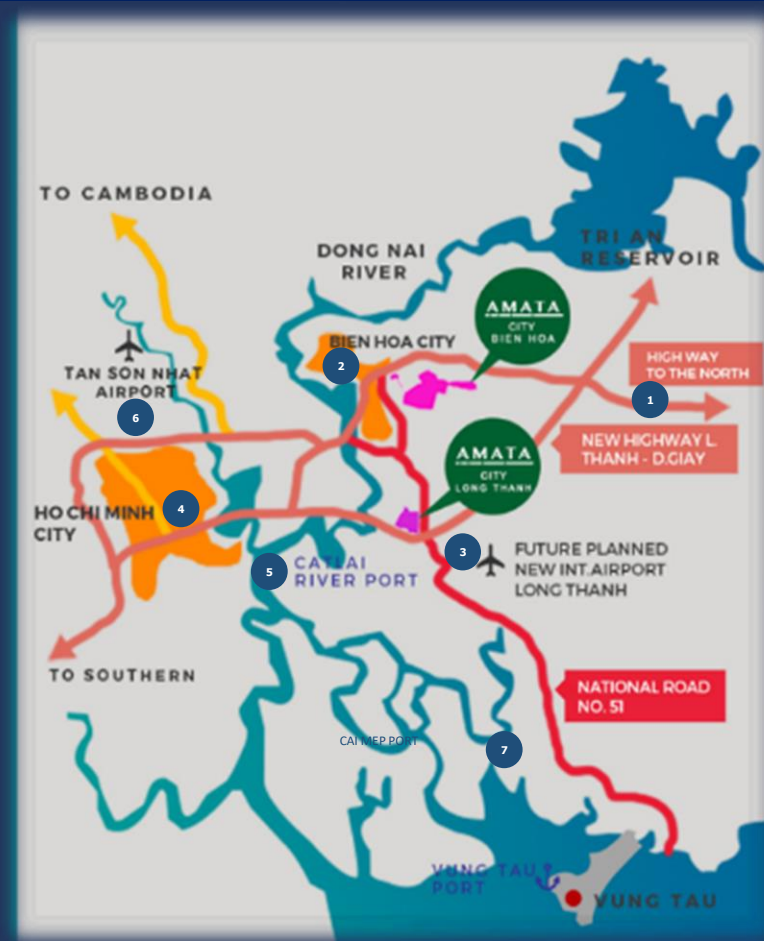 TO CAMBODIA
DONG NAI
RIVER
TRI AN
RESERVOIR
AMATA
CITY
BIEN HOA
BIEN HOA CITY
2
HIGH WAY
TO THE NORTH
1
TAN SON NHAT
AIRPORT
6
NEW HIGHWAY L.
THANH - D.GIAY
AMATA
CITY
LONG THANH
HO CHI MINH
CITY
4
3
FUTURE PLANNED
NEW INT.AIRPORT
LONG THANH
5
CATLAI
RIVER PORT
TO SOUTHERN
NATIONAL ROAD
NO. 51
CAI MEP PORT
7
VUNG TAU
PORT
VUNG TAU